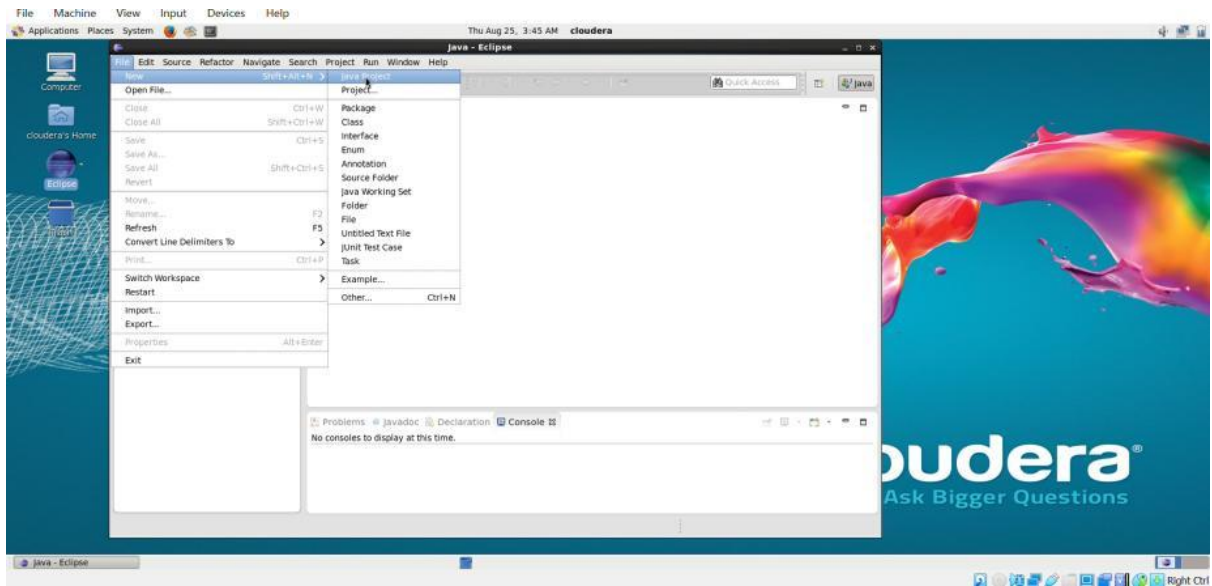 File Machine View Input Devices Help
Applications Places System Thu Aug 25, 3:45 AM cloudera
Java - Eclipse
File Edit Source Refactor Navigate Search Project Run Window Help
New Shift+Alt+N Java Project
Open File... Project...
Quick Access Java
Close Ctrl+W Package
Close All Shift+Ctrl+W Class
Save Ctrl+S Interface
Save As... Enum
Save All Shift+Ctrl+S Annotation
Revert Source Folder
Move... Java Working Set
Rename... F2 Folder
Refresh F5 File
Convert Line Delimiters To Untitled Text File
JUnit Test Case
Print... Ctrl+P Task
Switch Workspace Example...
Restart Other... Ctrl+N
Import...
Export...
Properties Alt+Enter
Exit
Computer
cloudera's Home
Eclipse
Problems Javadoc Declaration Console
No consoles to display at this time.
oudera®
Ask Bigger Questions
Java - Eclipse
Right Ctrl